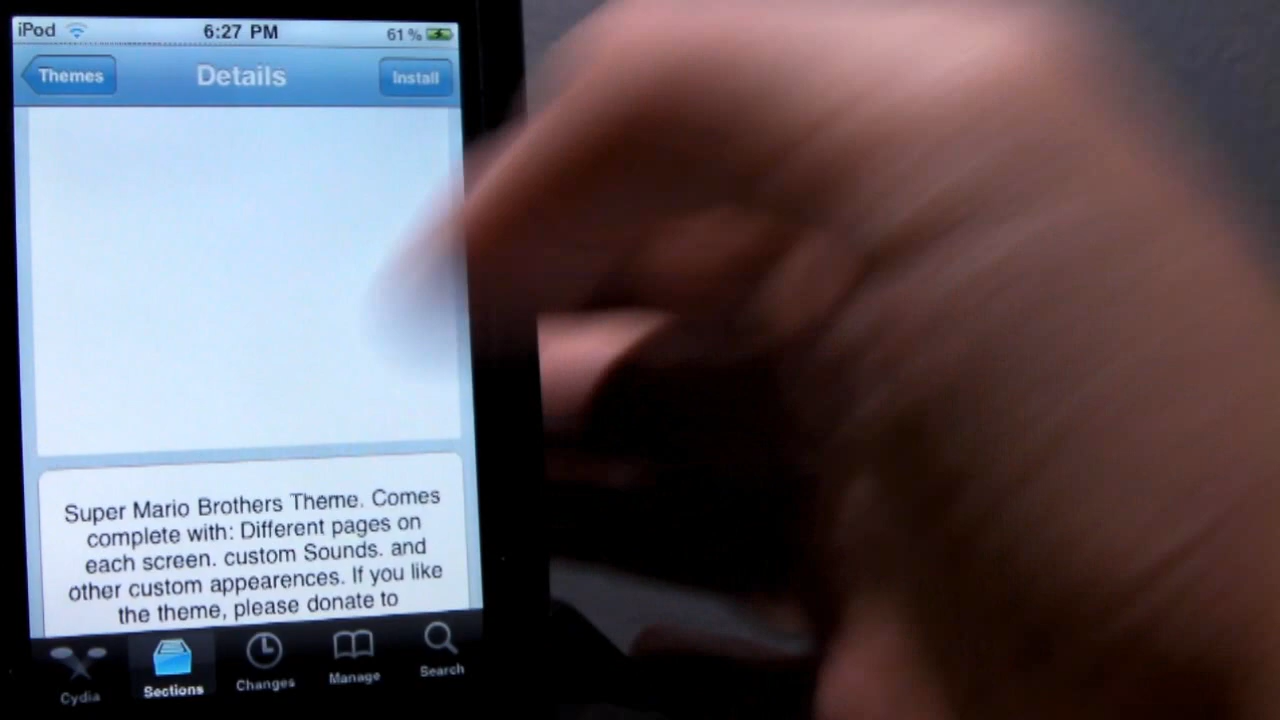 iPod 6:27 PM 61%
Themes Details Install
Super Mario Brothers Theme. Comes
complete with: Different pages on
each screen. custom Sounds. and
other custom appearences. If you like
the theme, please donate to
Cydia Sections Changes Manage Search